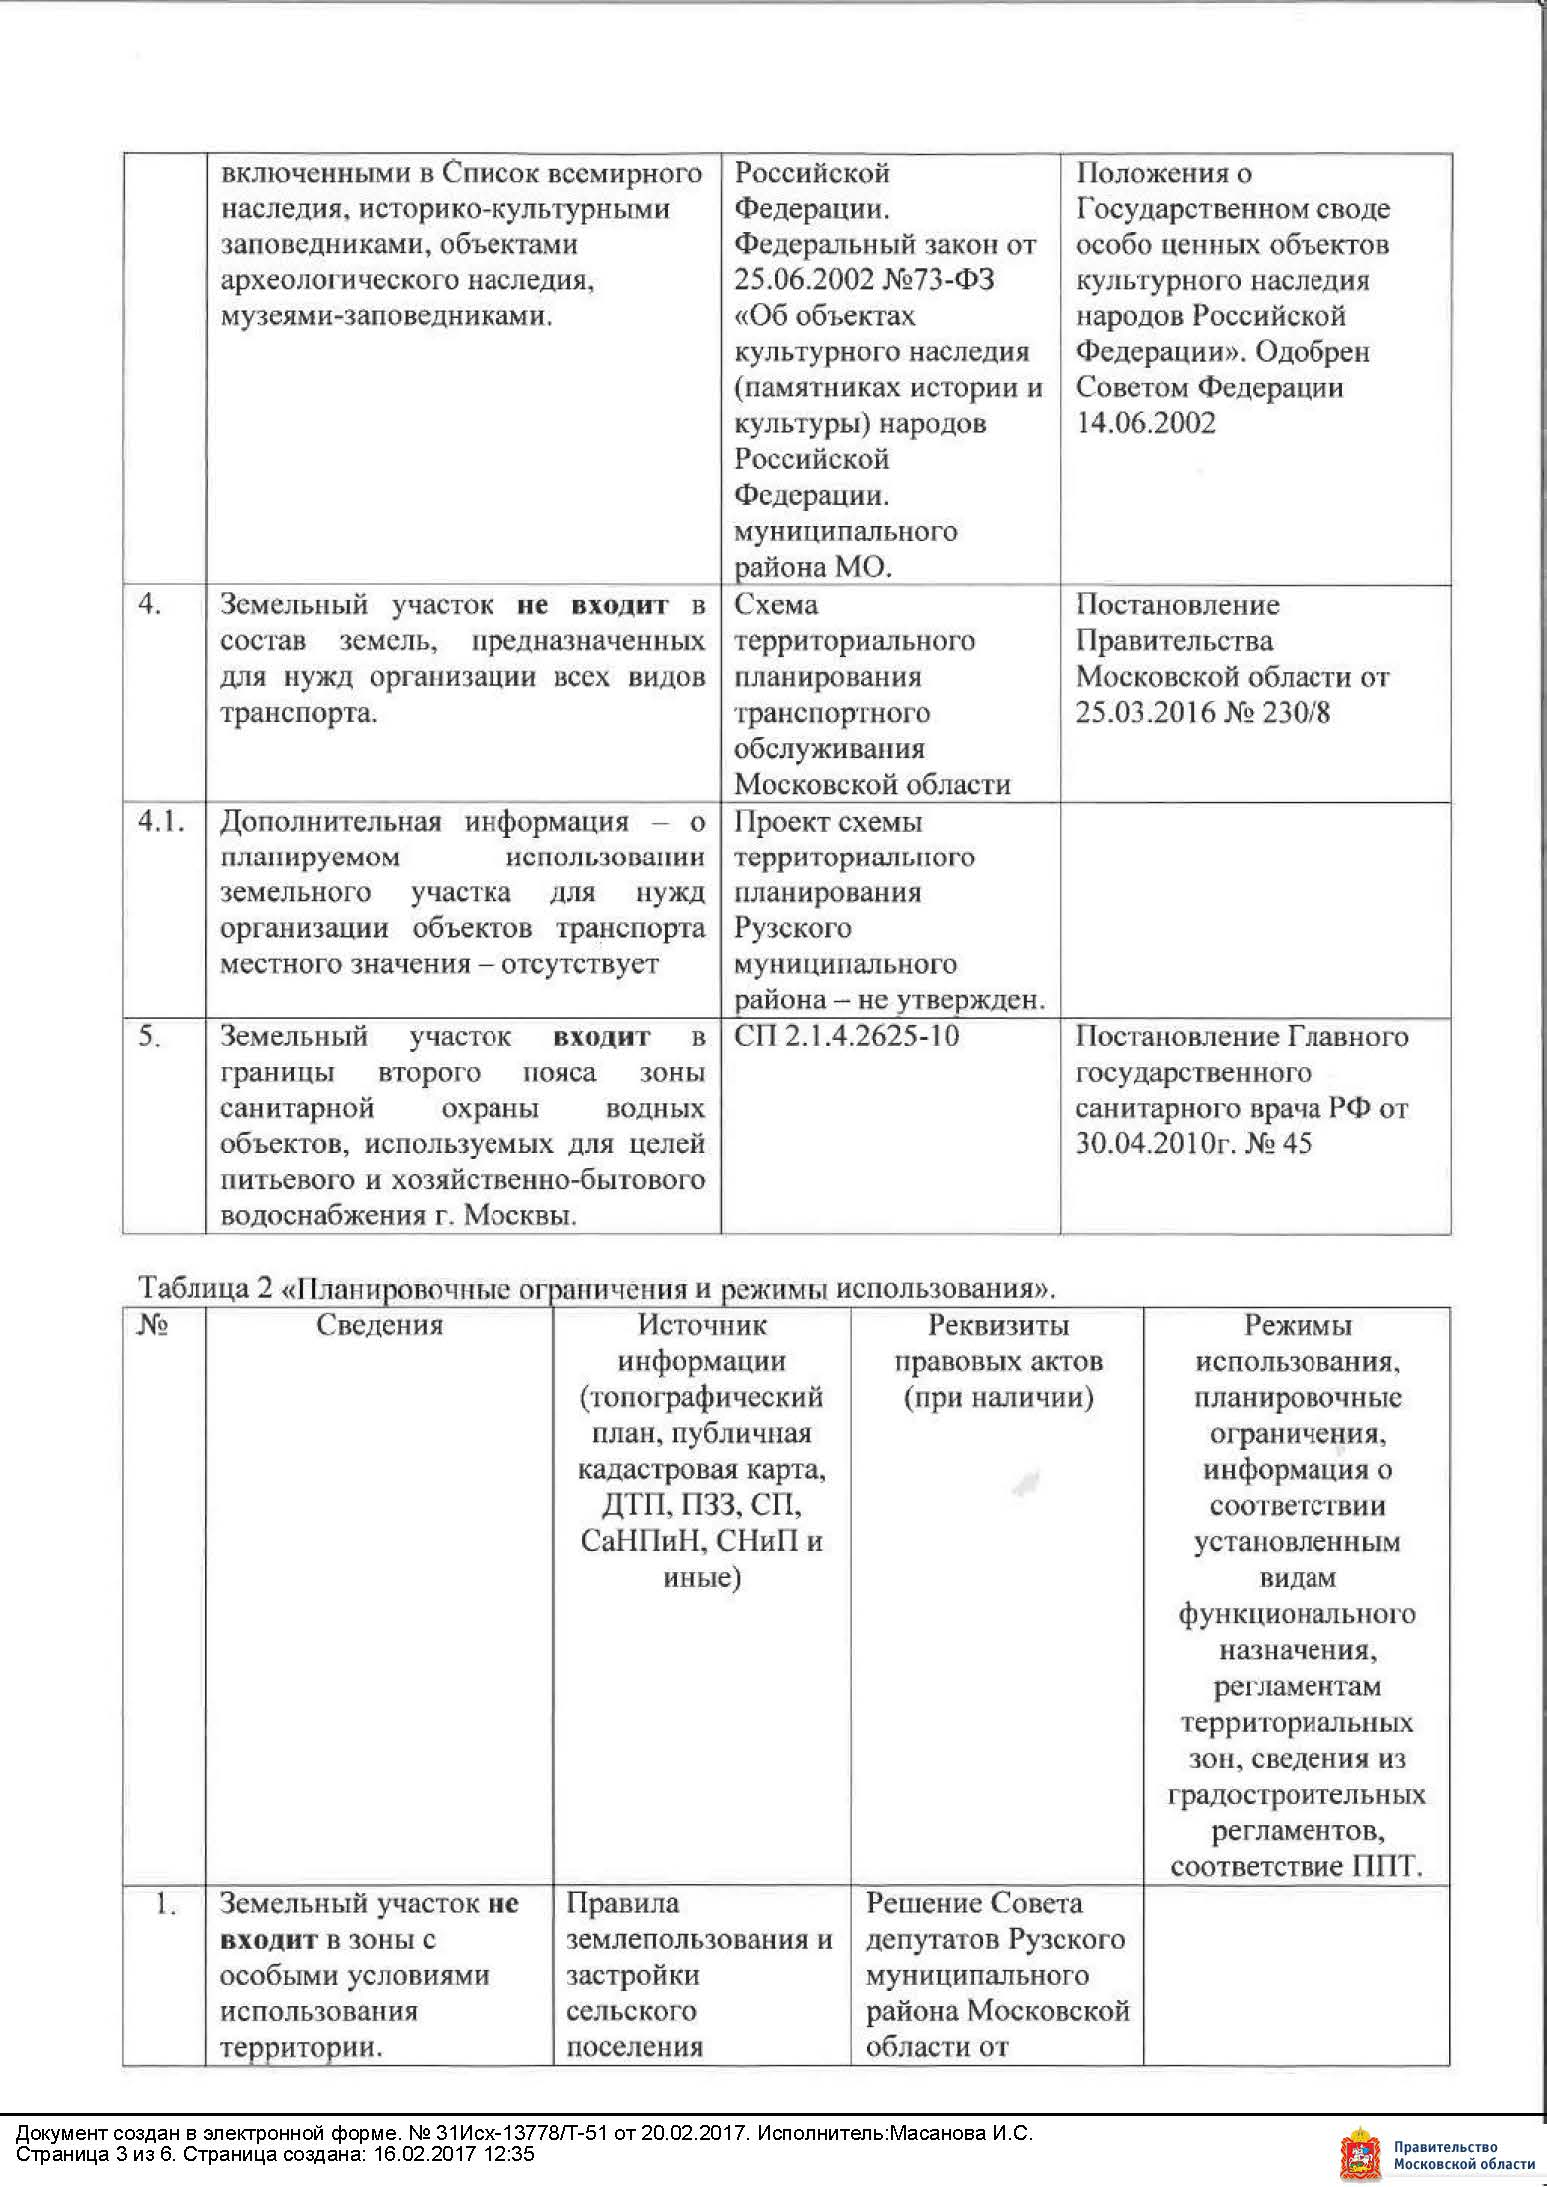 включенными в Список всемирного
наследия, историко-культурными
заповедниками, объектами
археологического наследия,
музеями-заповедниками.
Российской
Федерации.
Федеральный закон от
25.06.2002 №73-ФЗ
«Об объектах
культурного наследия
(памятниках истории и
культуры) народов
Российской
Федерации.
муниципального
района МО.
Положения о
Государственном своде
особо ценных объектов
культурного наследия
народов Российской
Федерации». Одобрен
Советом Федерации
14.06.2002
4.
Земельный участок не входит в
состав земель, предназначенных
для нужд организации всех видов
транспорта.
Схема
территориального
планирования
транспортного
обслуживания
Московской области
Постановление
Правительства
Московской области от
25.03.2016 № 230/8
4.1.
Дополнительная информация – о
планируемом использовании
земельного участка для нужд
организации объектов транспорта
местного значения – отсутствует
Проект схемы
территориального
планирования
Рузского
муниципального
района – не утвержден.
5.
Земельный участок входит в
границы второго пояса зоны
санитарной охраны водных
объектов, используемых для целей
питьевого и хозяйственно-бытового
водоснабжения г. Москвы.
СП 2.1.4.2625-10
Постановление Главного
государственного
санитарного врача РФ от
30.04.2010г. № 45
Таблица 2 «Планировочные ограничения и режимы использования».
№
Сведения
Источник
информации
(топографический
план, публичная
кадастровая карта,
ДТП, ПЗЗ, СП,
СаНПиН, СНиП и
иные)
Реквизиты
правовых актов
(при наличии)
Режимы
использования,
планировочные
ограничения,
информация о
соответствии
установленным
видам
функционального
назначения,
регламентам
территориальных
зон, сведения из
градостроительных
регламентов,
соответствие ППТ.
1.
Земельный участок не
входит в зоны с
особыми условиями
использования
территории.
Правила
землепользования и
застройки
сельского
поселения
Решение Совета
депутатов Рузского
муниципального
района Московской
области от
Документ создан в электронной форме. № 31Исх-13778/Т-51 от 20.02.2017. Исполнитель:Масанова И.С.
Страница 3 из 6. Страница создана: 16.02.2017 12:35
Правительство
Московской области